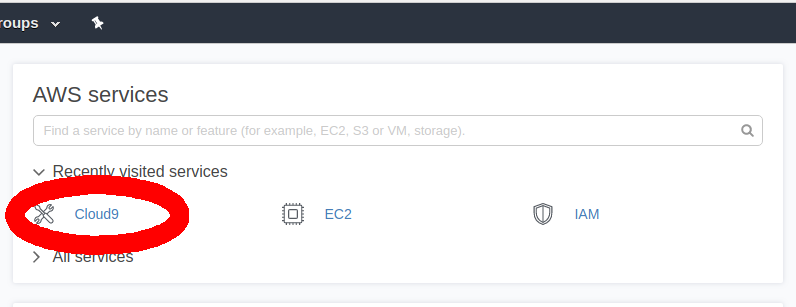 roups
AWS services
Find a service by name or feature (for example, EC2, S3 or VM, storage).
Recently visited services
Cloud9 EC2 IAM
All services